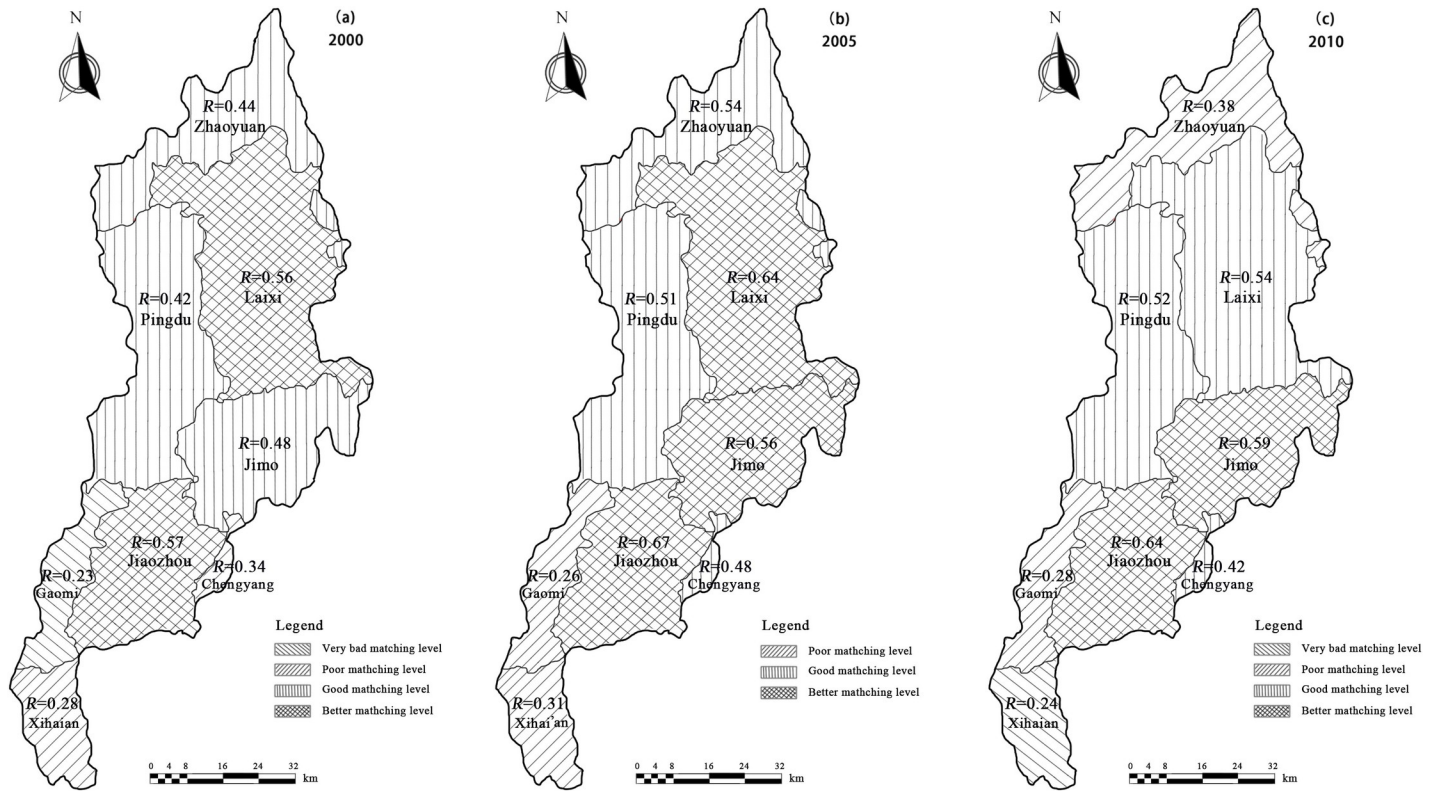 N
(a)
2000
R=0.44
Zhaoyuan
R=0.56
Laixi
R=0.42
Pingdu
R=0.48
Jimo
R=0.57
Jiaozhou
R=0.34
Chengyang
R=0.23
Gaomi
R=0.28
Xihaian
Legend
Very bad matching level
Poor mathching level
Good mathching level
Better mathching level
0 4 8 16 24 32
km
N
(b)
2005
R=0.54
Zhaoyuan
R=0.64
Laixi
R=0.51
Pingdu
R=0.56
Jimo
R=0.67
Jiaozhou
R=0.48
Chengyang
R=0.26
Gaomi
R=0.31
Xihai'an
Legend
Poor mathching level
Good mathching level
Better mathching level
0 4 8 16 24 32
km
N
(c)
2010
R=0.38
Zhaoyuan
R=0.54
Laixi
R=0.52
Pingdu
R=0.59
Jimo
R=0.64
Jiaozhou
R=0.42
Chengyang
R=0.28
Gaomi
R=0.24
Xihaian
Legend
Very bad matching level
Poor mathching level
Good mathching level
Better mathching level
0 4 8 16 24 32
km